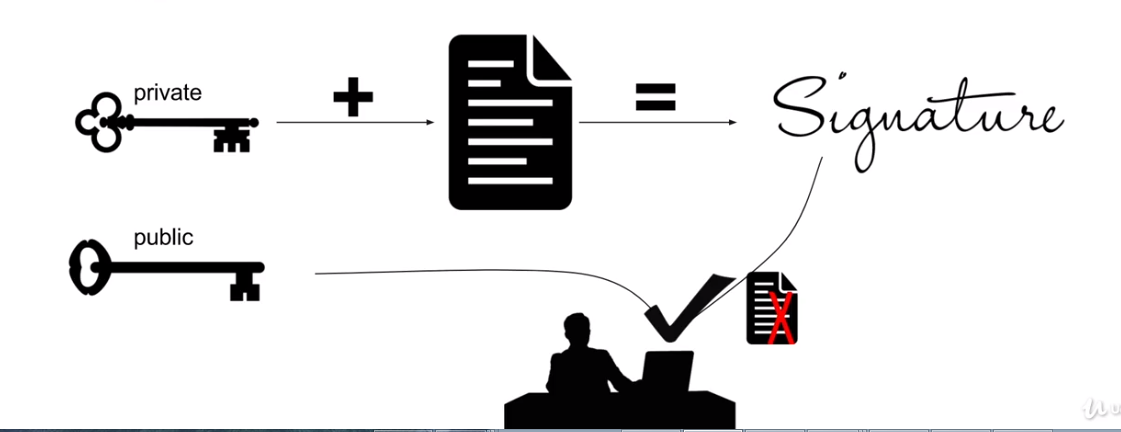 private
+
=
Signature
public
X